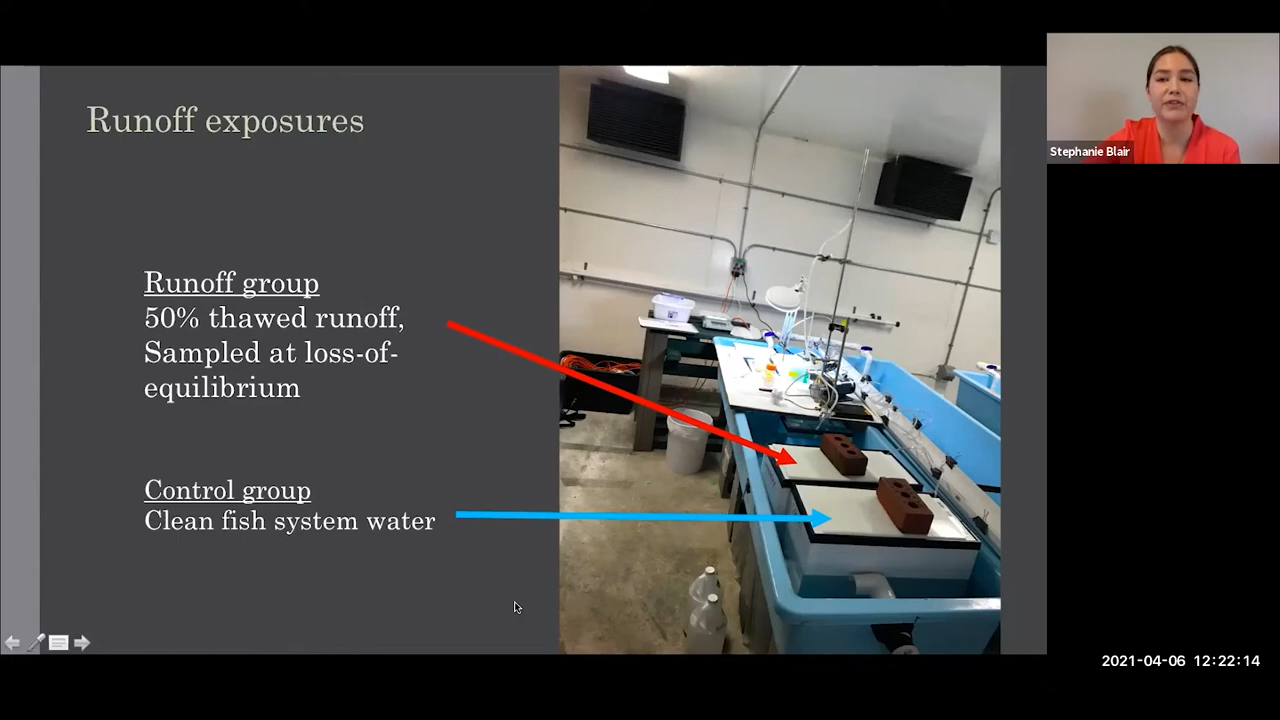 Runoff exposures
Runoff group
50% thawed runoff,
Sampled at loss-of-
equilibrium
Control group
Clean fish system water
Stephanie Blair
2021-04-06 12:22:14